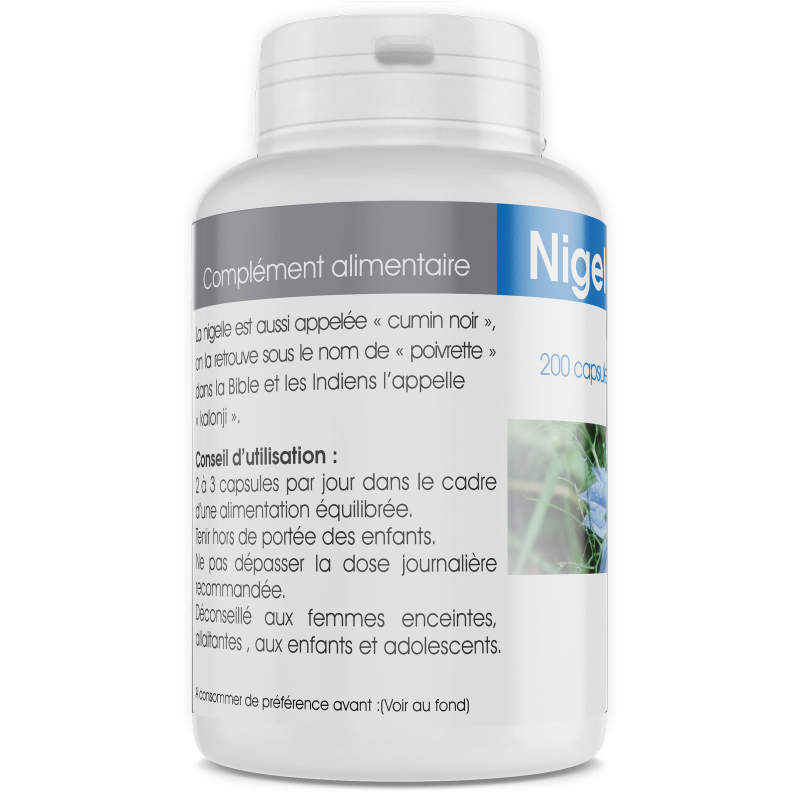 Complément alimentaire
La nigelle est aussi appelée « cumin noir »,
on la retrouve sous le nom de « poivrette »
dans la Bible et les Indiens l'appelle
« kalonji ».
Conseil d'utilisation :
2 à 3 capsules par jour dans le cadre
d'une alimentation équilibrée.
Tenir hors de portée des enfants.
Ne pas dépasser la dose journalière
recommandée.
Déconseillé aux femmes enceintes,
allaitantes , aux enfants et adolescents.
A consommer de préférence avant :(Voir au fond)
Nigel
200 capsule